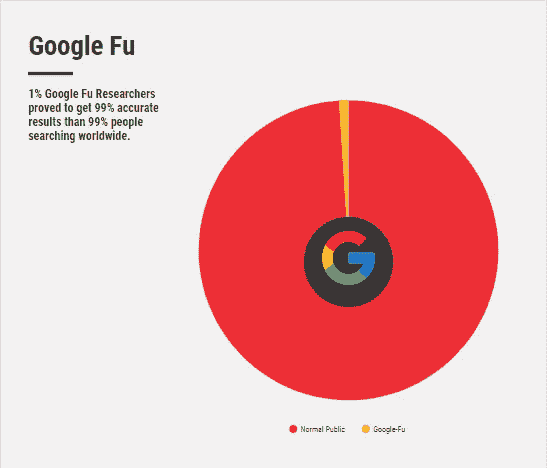 Google Fu
1% Google Fu Researchers
proved to get 99% accurate
results than 99% people
searching worldwide.
G
Normal Public
Google-Fu